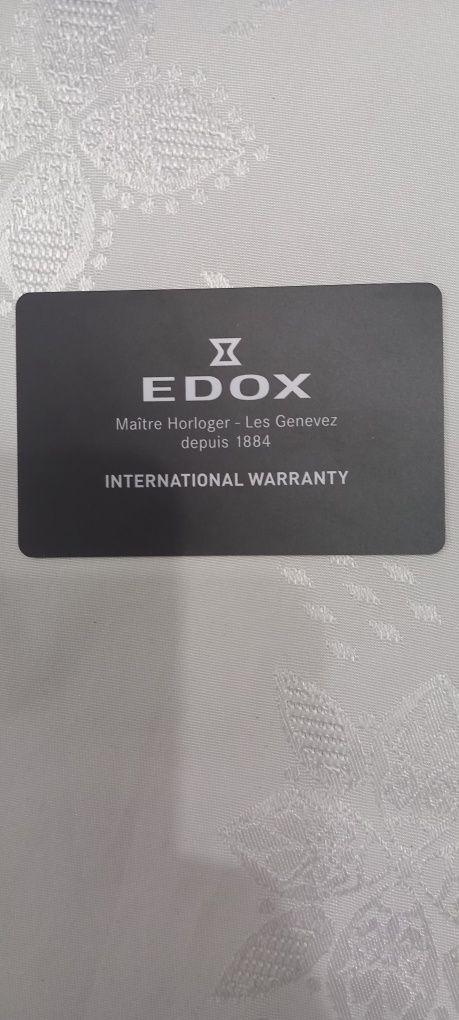 EDOX
Maître Horloger - Les Genevez
depuis 1884
INTERNATIONAL WARRANTY